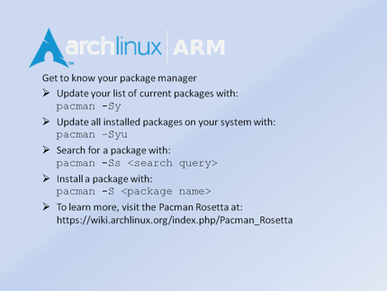 archlinux | ARM
TM
Get to know your package manager
➤ Update your list of current packages with:
pacman -Sy
➤ Update all installed packages on your system with:
pacman –Syu
➤ Search for a package with:
pacman -Ss <search query>
➤ Install a package with:
pacman -S <package name>
➤ To learn more, visit the Pacman Rosetta at:
https://wiki.archlinux.org/index.php/Pacman_Rosetta